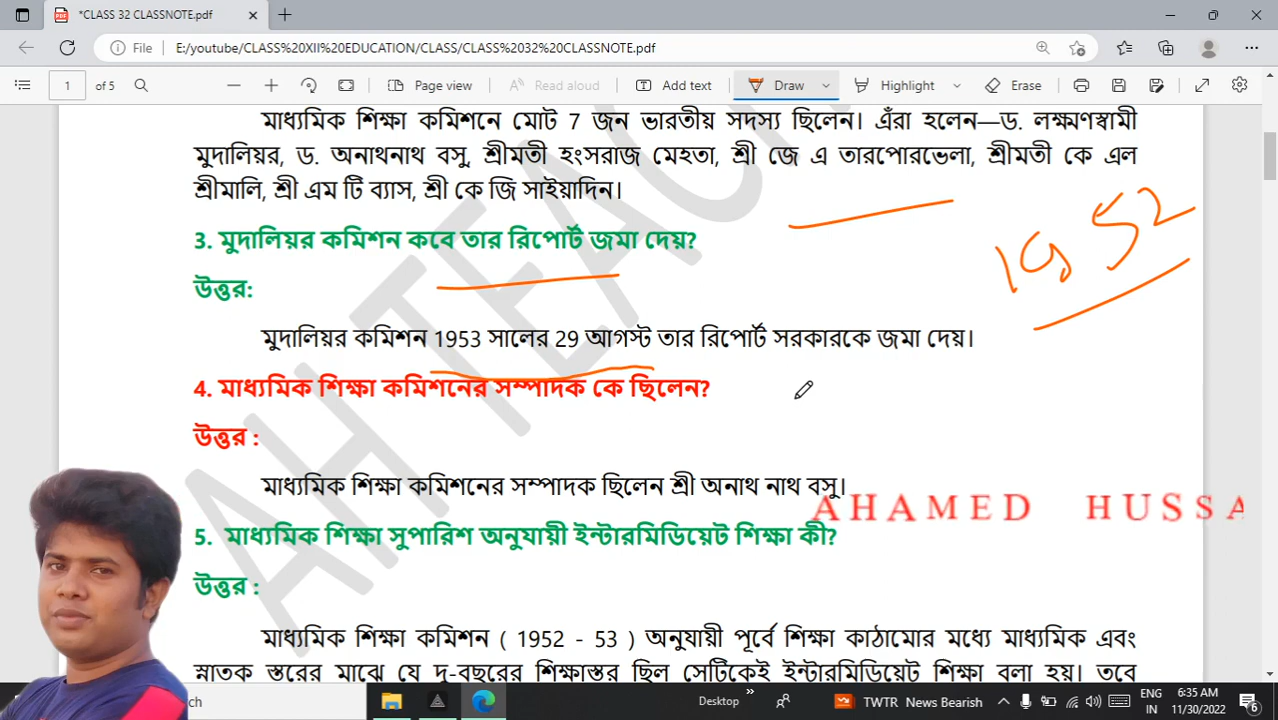 *CLASS 32 CLASSNOTE.pdf
File E:/youtube/CLASS%20XII%20EDUCATION/CLASS/CLASS%2032%20CLASSNOTE.pdf
1 of 5 Page view Read aloud Add text Draw Highlight Erase
মাধ্যমিক শিক্ষা কমিশনে মোট 7 জন ভারতীয় সদস্য ছিলেন। এঁরা হলেন—ড. লক্ষ্মণস্বামী
মুদালিয়র, ড. অনাথনাথ বসু, শ্রীমতী হংসরাজ মেহতা, শ্রী জে এ তারপোরভেলা, শ্রীমতী কে এল
শ্রীমালি, শ্রী এম টি ব্যাস, শ্রী কে জি সাইয়াদিন।
1952
3. মুদালিয়র কমিশন কবে তার রিপোর্ট জমা দেয়?
উত্তর:
মুদালিয়র কমিশন 1953 সালের 29 আগস্ট তার রিপোর্ট সরকারকে জমা দেয়।
4. মাধ্যমিক শিক্ষা কমিশনের সম্পাদক কে ছিলেন?
উত্তর :
মাধ্যমিক শিক্ষা কমিশনের সম্পাদক ছিলেন শ্রী অনাথ নাথ বসু।
AHAMED HUSSA
5. মাধ্যমিক শিক্ষা সুপারিশ অনুযায়ী ইন্টারমিডিয়েট শিক্ষা কী?
উত্তর :
মাধ্যমিক শিক্ষা কমিশন ( 1952 - 53 ) অনুযায়ী পূর্বে শিক্ষা কাঠামোর মধ্যে মাধ্যমিক এবং
স্নাতক স্তরের মাঝে যে দু-বছরের শিক্ষাস্তর ছিল সেটিকেই ইন্টারমিডিয়েট শিক্ষা বলা হয়। তবে
AH TEAC
rch Desktop TWTR News Bearish ENG IN 6:35 AM 11/30/2022 6